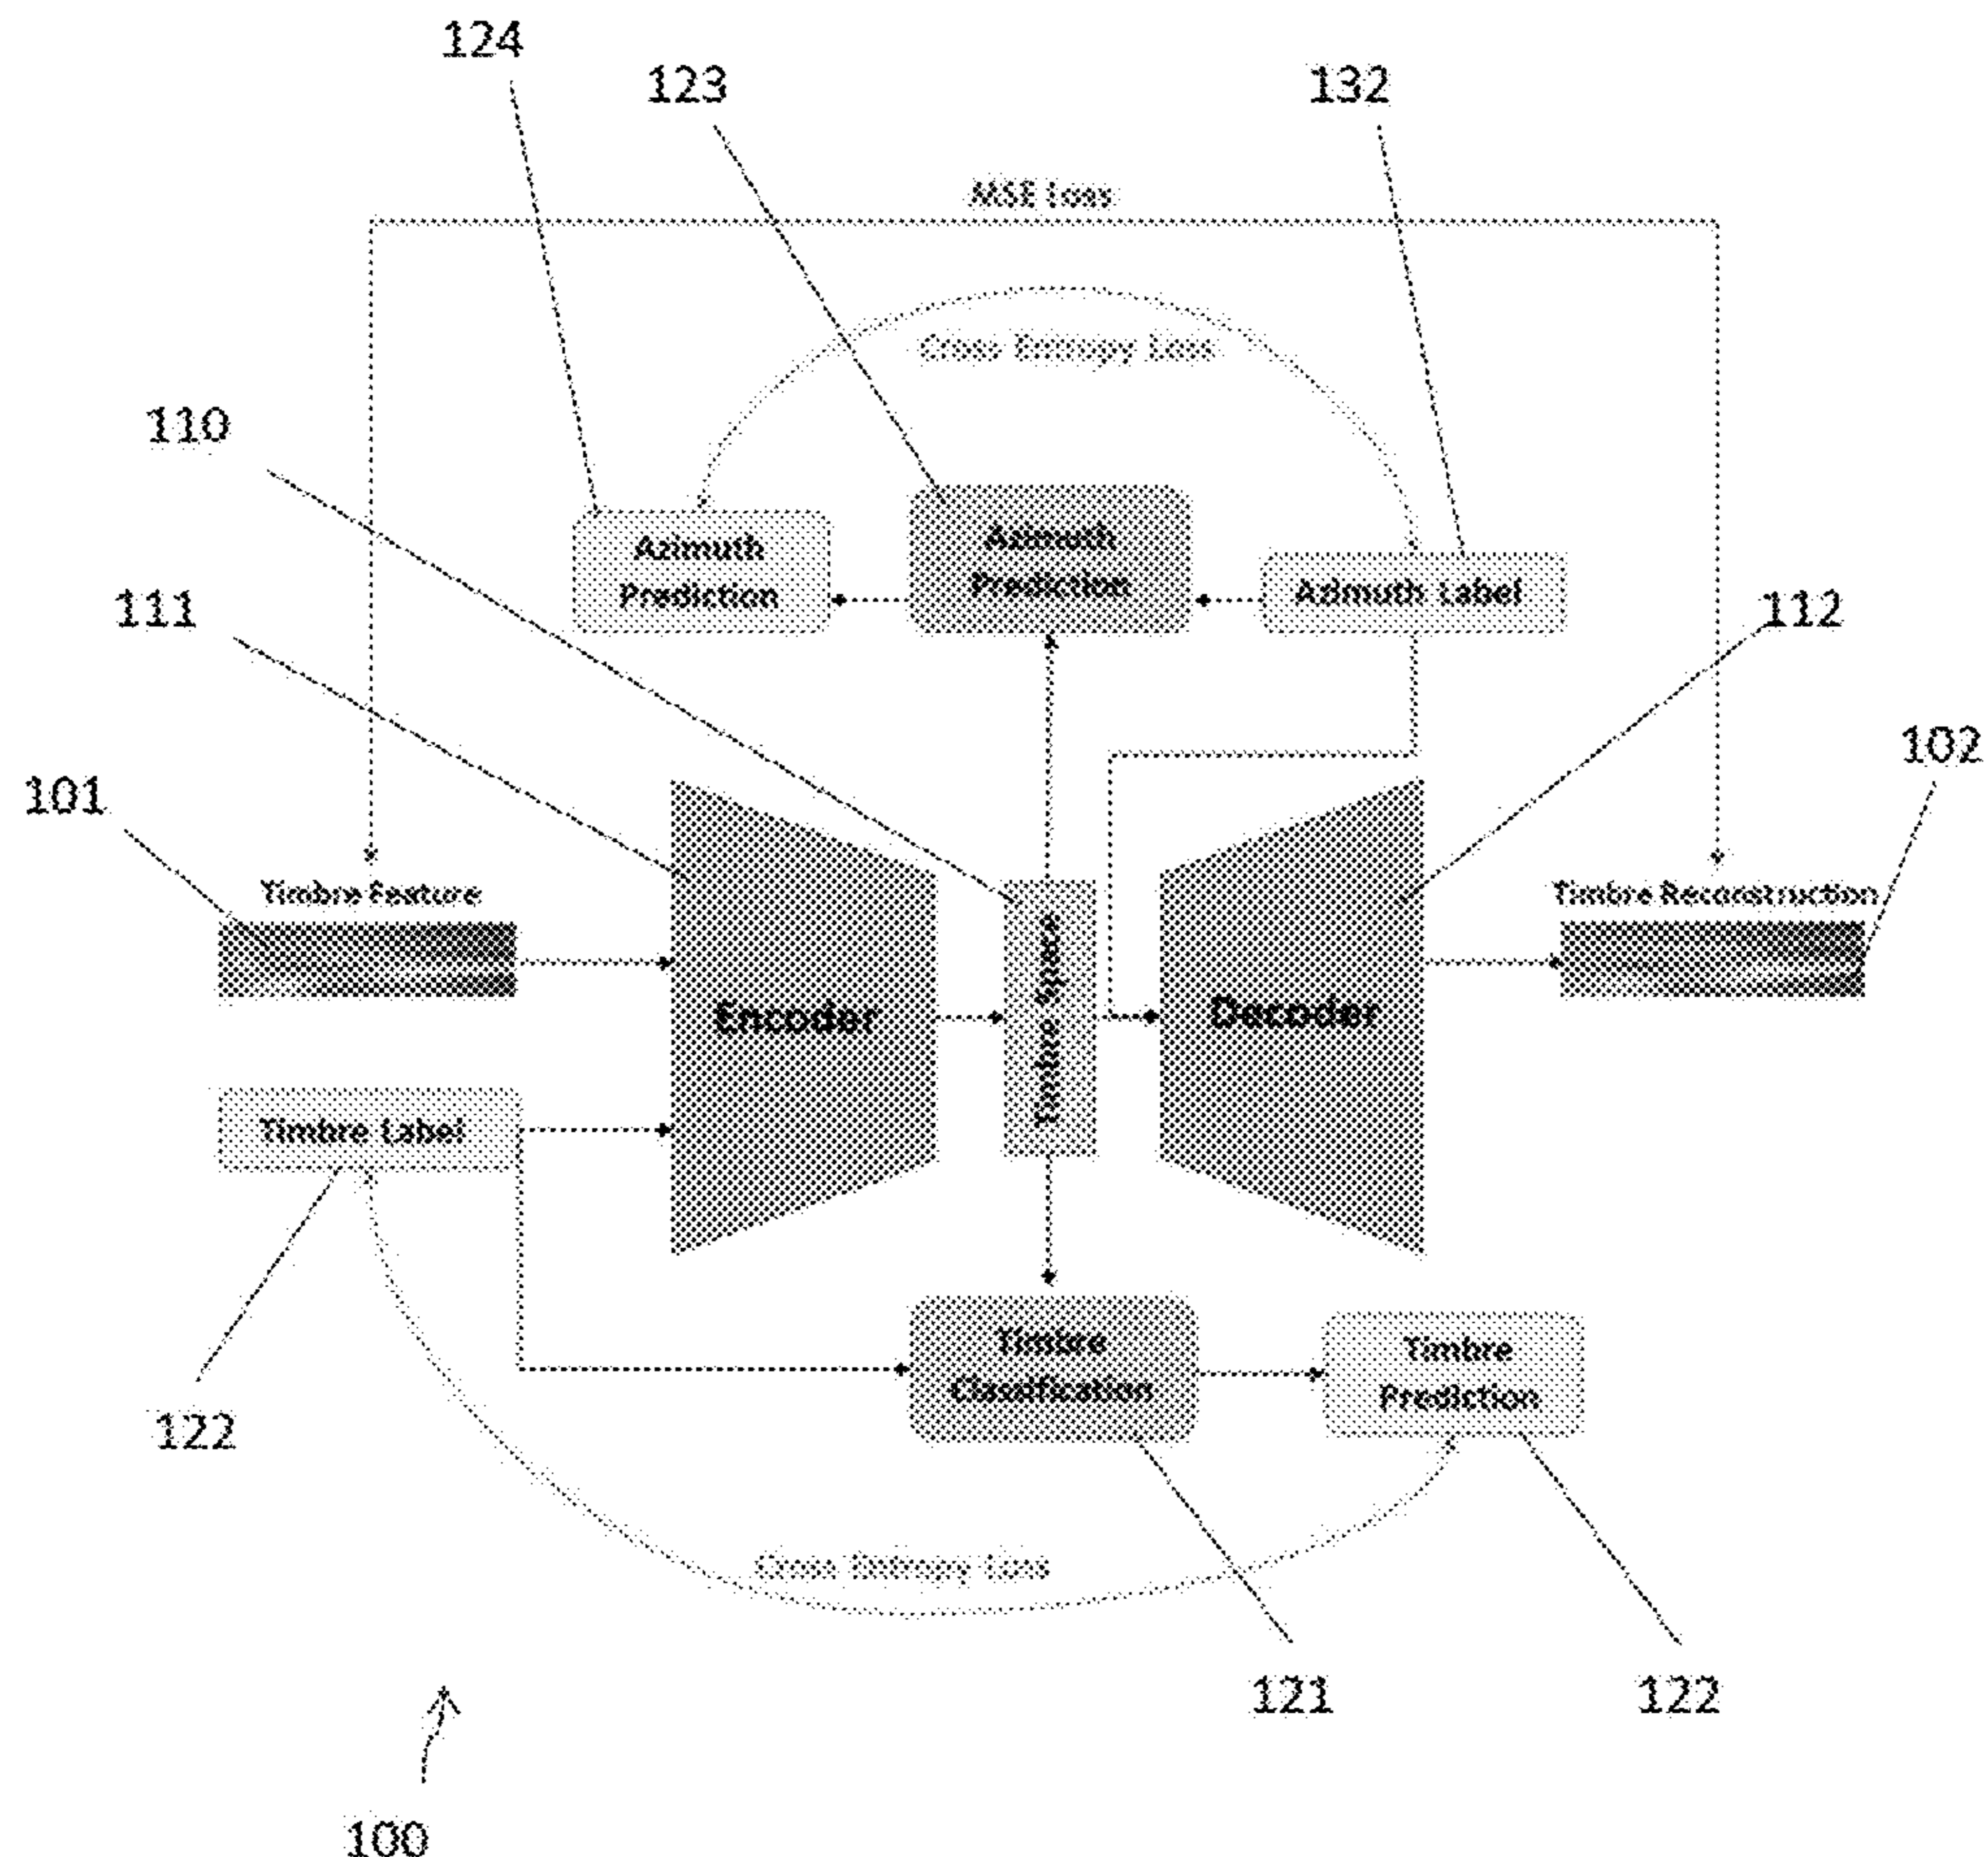 124
123
132
MSE Loss
Cross Entropy Loss
110
Azimuth
Prediction
Azimuth
Prediction
Azimuth Label
111
112
102
101
Timbre Feature
Timbre Reconstruction
Encoder
Timbre Space
Decoder
Timbre Label
Timbre
Classification
Timbre
Prediction
122
Cross Entropy Loss
121
122
100